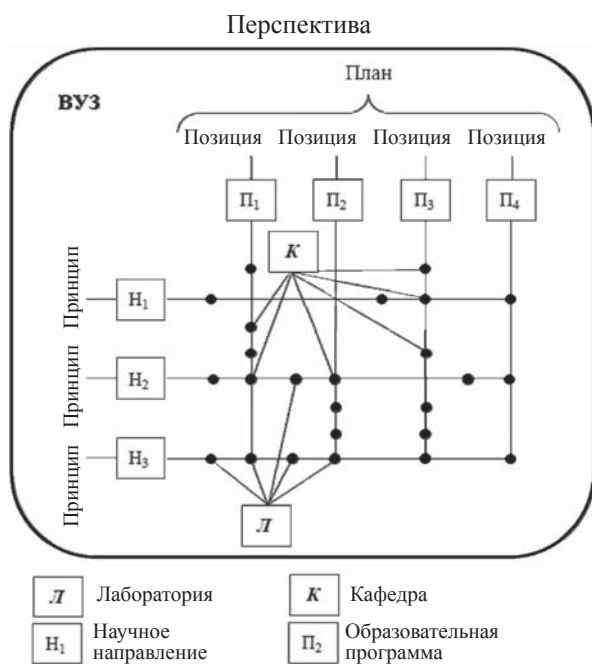 Перспектива
План
ВУЗ
Позиция Позиция Позиция Позиция
П₁ П₂ П₃ П₄
К
Принцип
Н₁
Принцип
Н₂
Принцип
Н₃
Л
Л Лаборатория
К Кафедра
Н₁ Научное
направление
П₂ Образовательная
программа